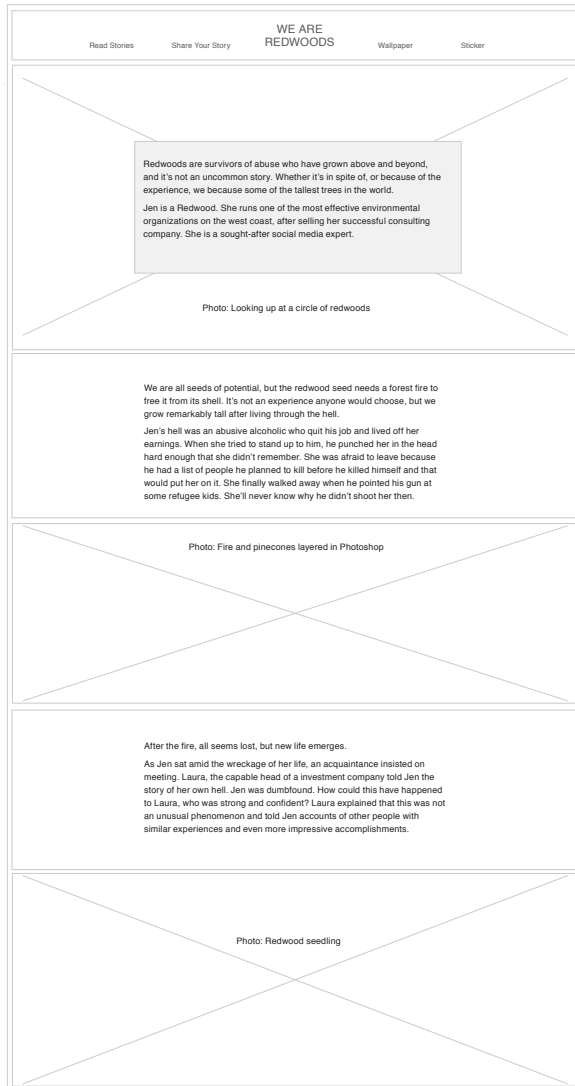 WE ARE
REDWOODS
Read Stories
Share Your Story
Wallpaper
Sticker
Redwoods are survivors of abuse who have grown above and beyond,
and it's not an uncommon story. Whether it's in spite of, or because of the
experience, we because some of the tallest trees in the world.
Jen is a Redwood. She runs one of the most effective environmental
organizations on the west coast, after selling her successful consulting
company. She is a sought-after social media expert.
Photo: Looking up at a circle of redwoods
We are all seeds of potential, but the redwood seed needs a forest fire to
free it from its shell. It's not an experience anyone would choose, but we
grow remarkably tall after living through the hell.
Jen's hell was an abusive alcoholic who quit his job and lived off her
earnings. When she tried to stand up to him, he punched her in the head
hard enough that she didn't remember. She was afraid to leave because
he had a list of people he planned to kill before he killed himself and that
would put her on it. She finally walked away when he pointed his gun at
some refugee kids. She'll never know why he didn't shoot her then.
Photo: Fire and pinecones layered in Photoshop
After the fire, all seems lost, but new life emerges.
As Jen sat amid the wreckage of her life, an acquaintance insisted on
meeting. Laura, the capable head of a investment company told Jen the
story of her own hell. Jen was dumbfound. How could this have happened
to Laura, who was strong and confident? Laura explained that this was not
an unusual phenomenon and told Jen accounts of other people with
similar experiences and even more impressive accomplishments.
Photo: Redwood seedling